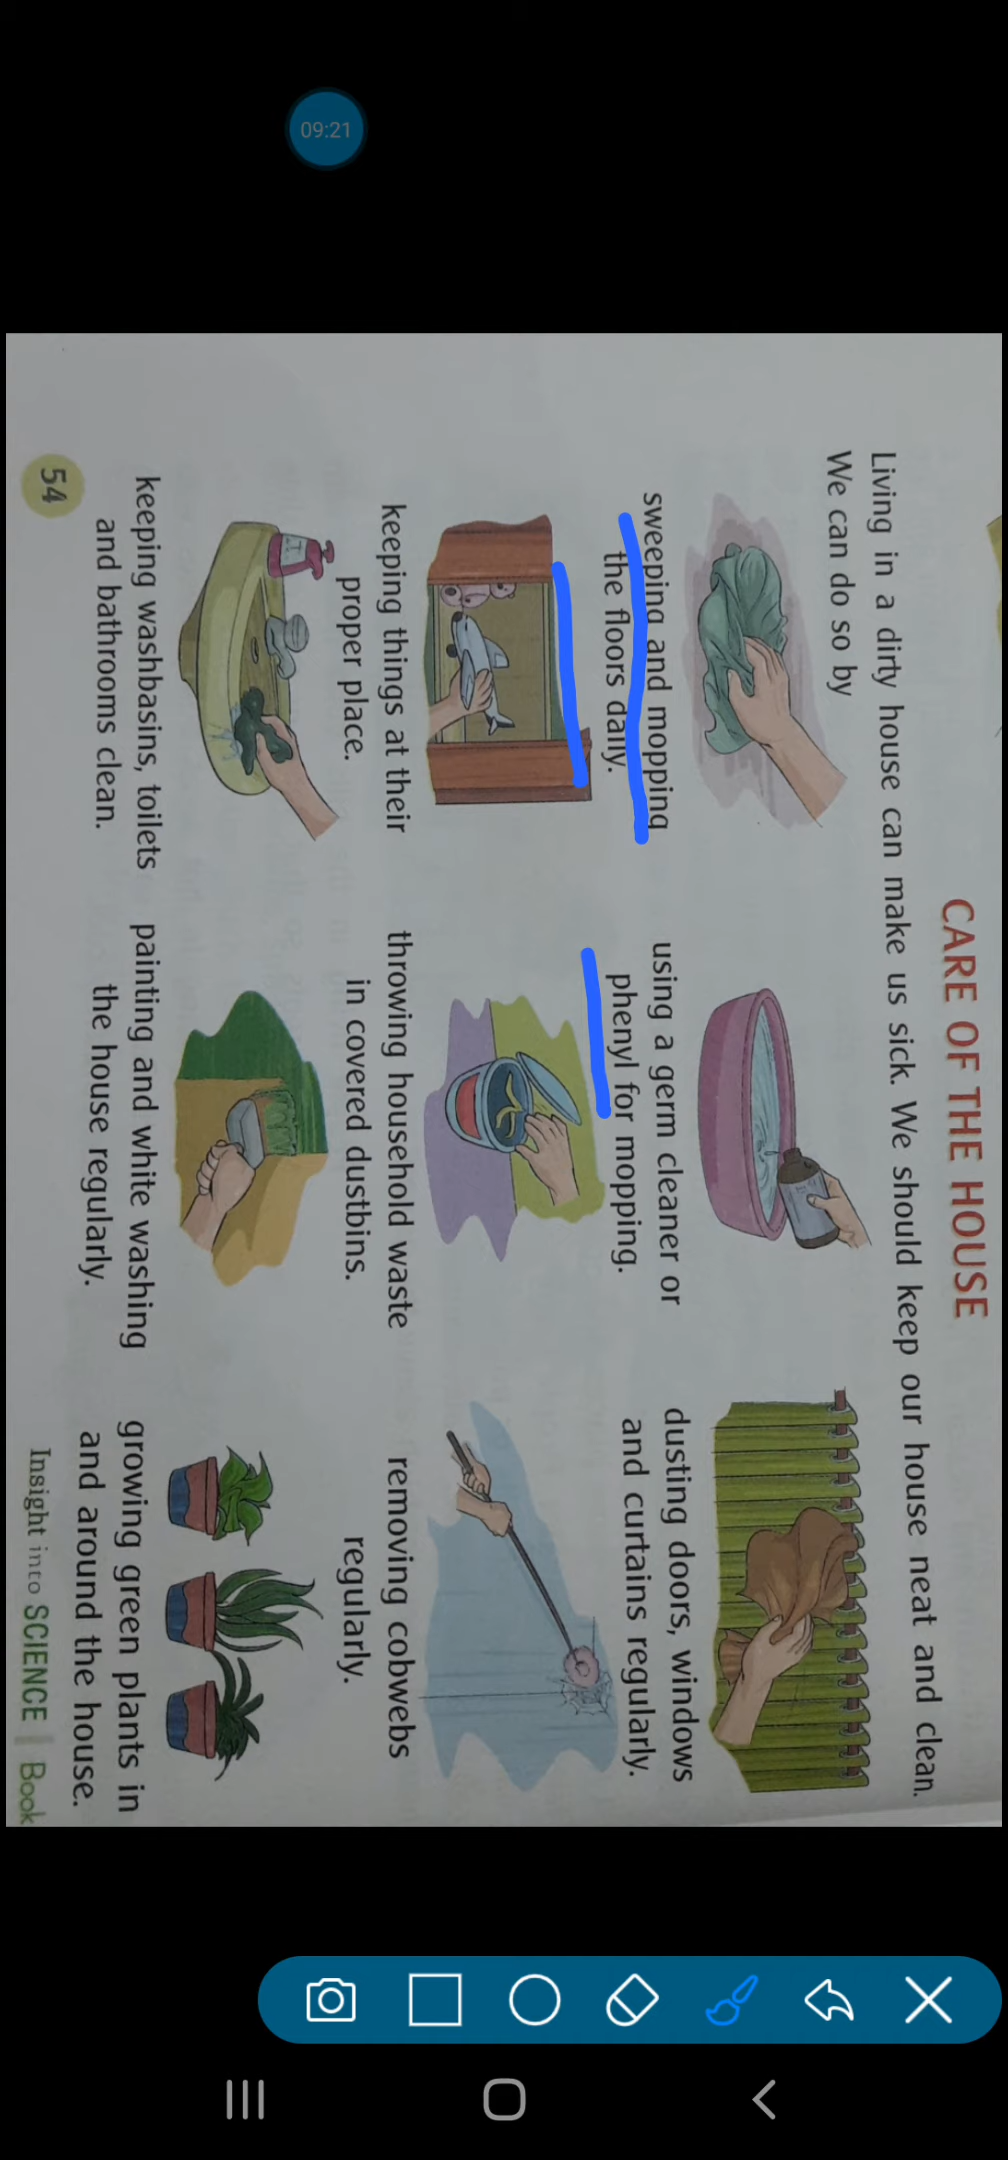 09:21
CARE OF THE HOUSE
Living in a dirty house can make us sick. We should keep our house neat and clean.
We can do so by
sweeping and mopping
the floors daily.
using a germ cleaner or
phenyl for mopping.
dusting doors, windows
and curtains regularly.
keeping things at their
proper place.
throwing household waste
in covered dustbins.
removing cobwebs
regularly.
keeping washbasins, toilets
and bathrooms clean.
painting and white washing
the house regularly.
growing green plants in
and around the house.
54
Insight into SCIENCE Book